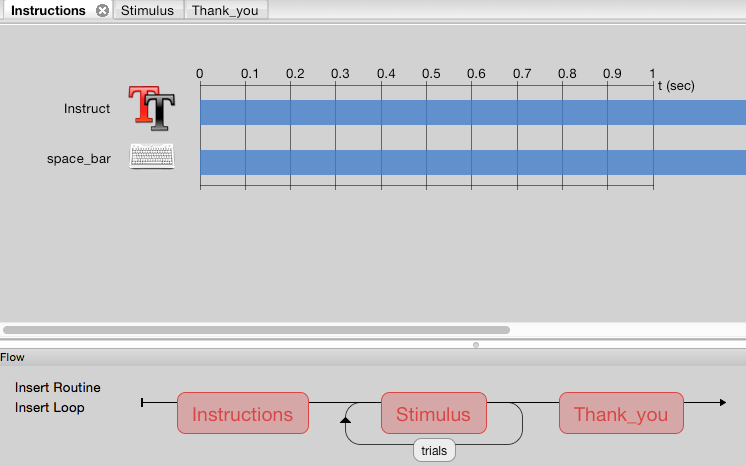 Instructions Stimulus Thank_you
0 0.1 0.2 0.3 0.4 0.5 0.6 0.7 0.8 0.9 1
t (sec)
Instruct
space_bar
Flow
Insert Routine
Insert Loop
Instructions Stimulus Thank_you
trials